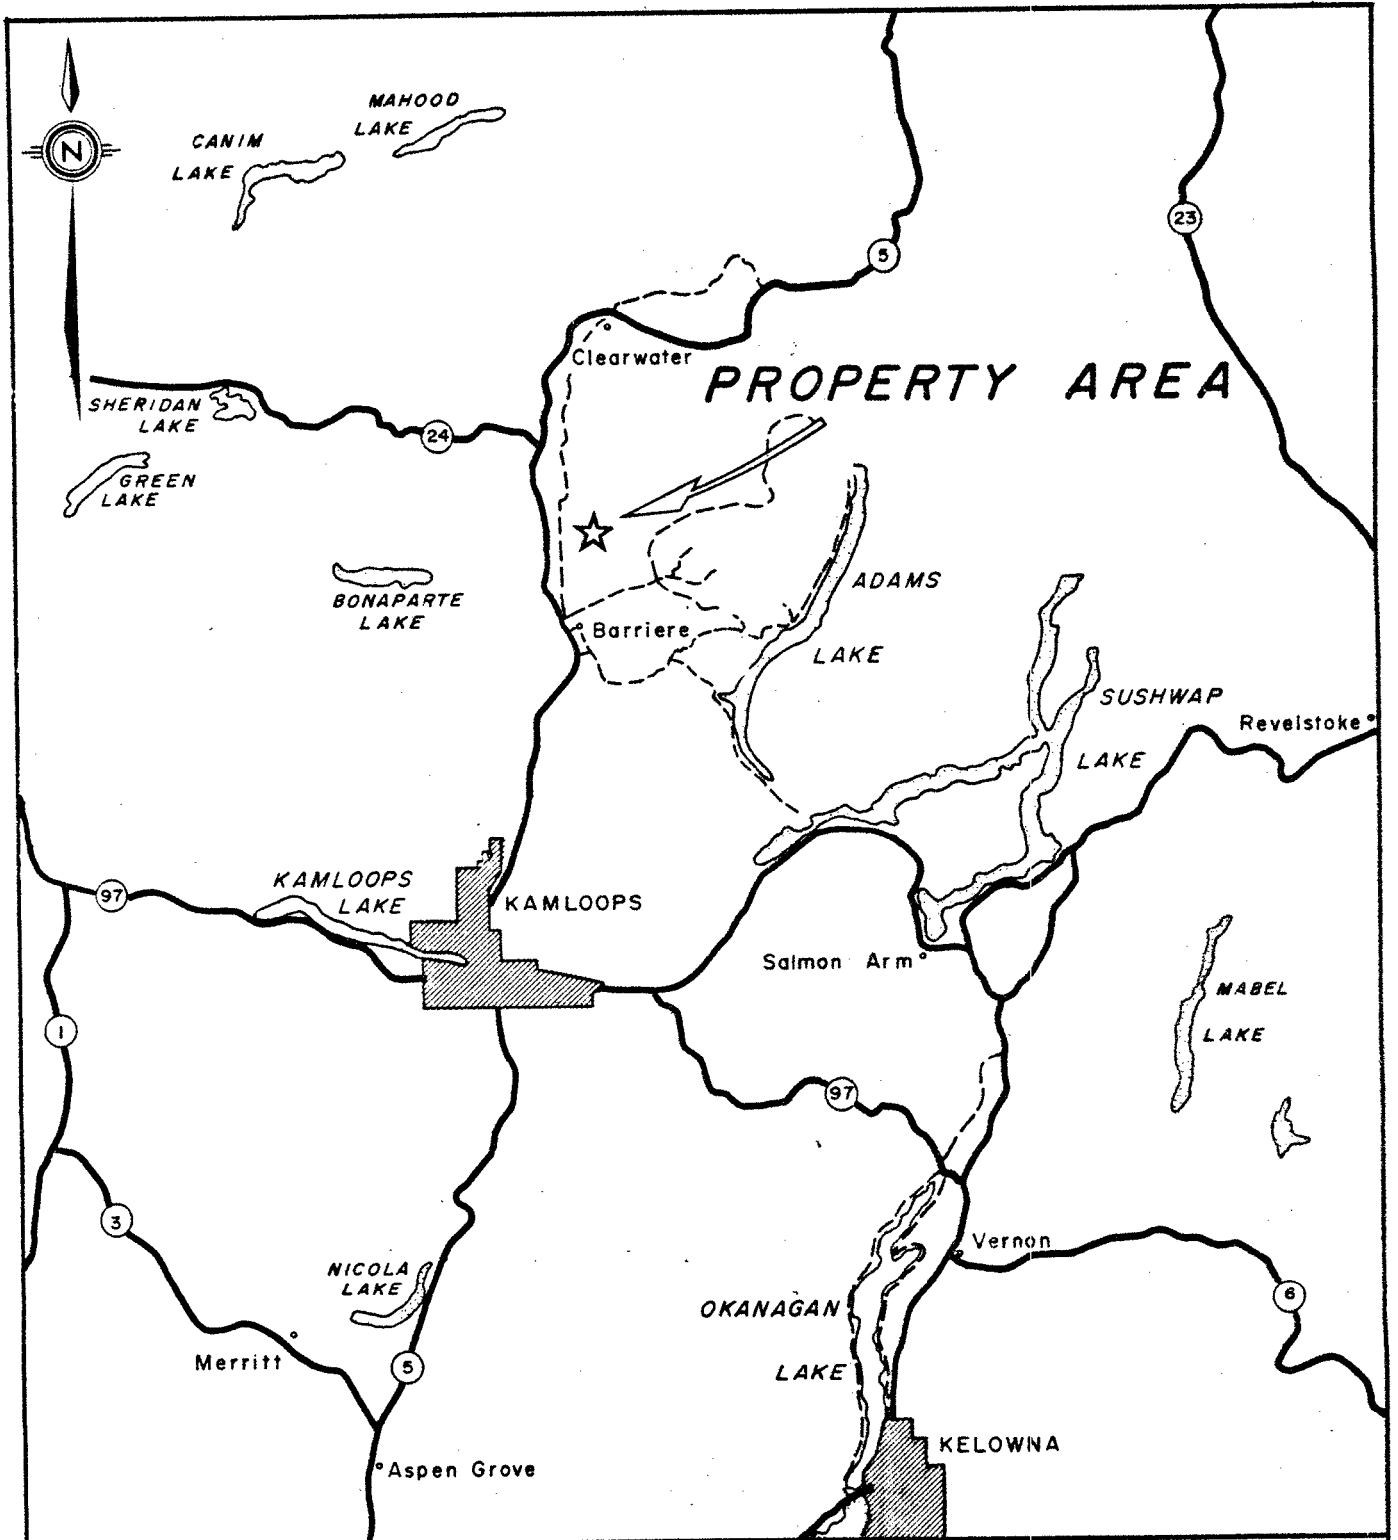 MAHOOD
LAKE
CANIM
LAKE
N
23
5
Clearwater
PROPERTY AREA
SHERIDAN
LAKE
24
GREEN
LAKE
ADAMS
LAKE
BONAPARTE
LAKE
Barriere
SUSHWAP
LAKE
Revelstoke
KAMLOOPS
LAKE
97
KAMLOOPS
Salmon Arm
MABEL
LAKE
1
97
3
Vernon
NICOLA
LAKE
6
OKANAGAN
LAKE
Merritt
5
KELOWNA
Aspen Grove